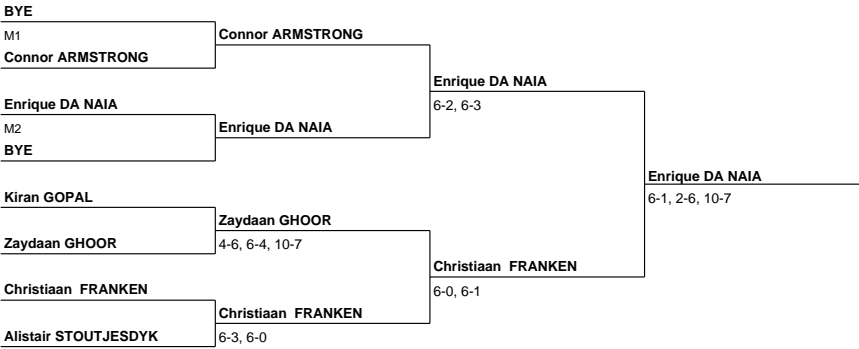 BYE
M1
Connor ARMSTRONG
Connor ARMSTRONG
Enrique DA NAIA
M2
BYE
Enrique DA NAIA
Enrique DA NAIA
6-2, 6-3
Kiran GOPAL
Zaydaan GHOOR
Zaydaan GHOOR
4-6, 6-4, 10-7
Christiaan  FRANKEN
Alistair STOUTJESDYK
Christiaan  FRANKEN
6-3, 6-0
Christiaan  FRANKEN
6-0, 6-1
Enrique DA NAIA
6-1, 2-6, 10-7